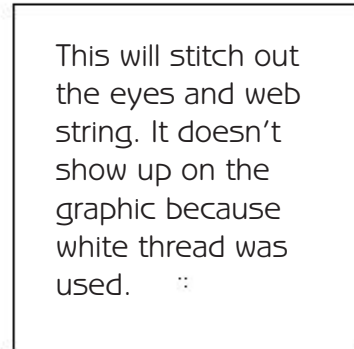 This will stitch out
the eyes and web
string. It doesn’t
show up on the
graphic because
white thread was
used.